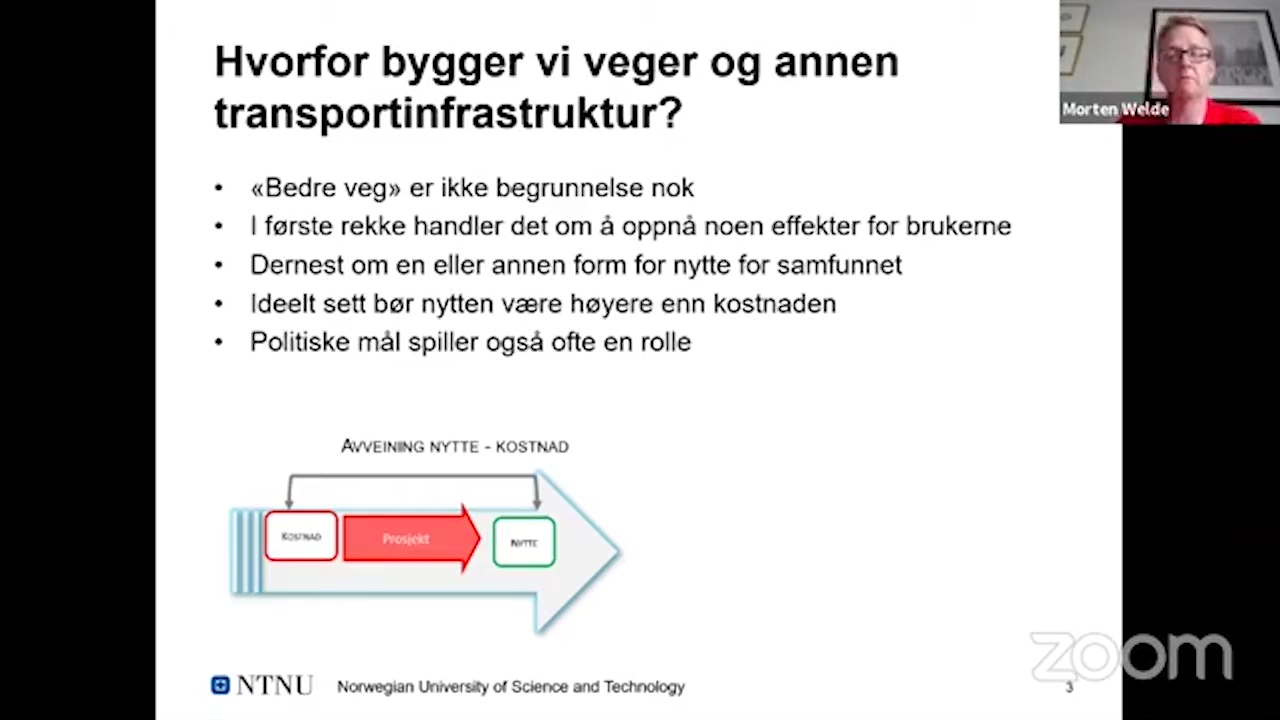 Hvorfor bygger vi veger og annen
transportinfrastruktur?
Morten Welde
• «Bedre veg» er ikke begrunnelse nok
• I første rekke handler det om å oppnå noen effekter for brukerne
• Dernest om en eller annen form for nytte for samfunnet
• Ideelt sett bør nytten være høyere enn kostnaden
• Politiske mål spiller også ofte en rolle
AVVEINING NYTTE - KOSTNAD
KOSTNAD
Prosjekt
NYTTE
NTNU Norwegian University of Science and Technology
3
zoom